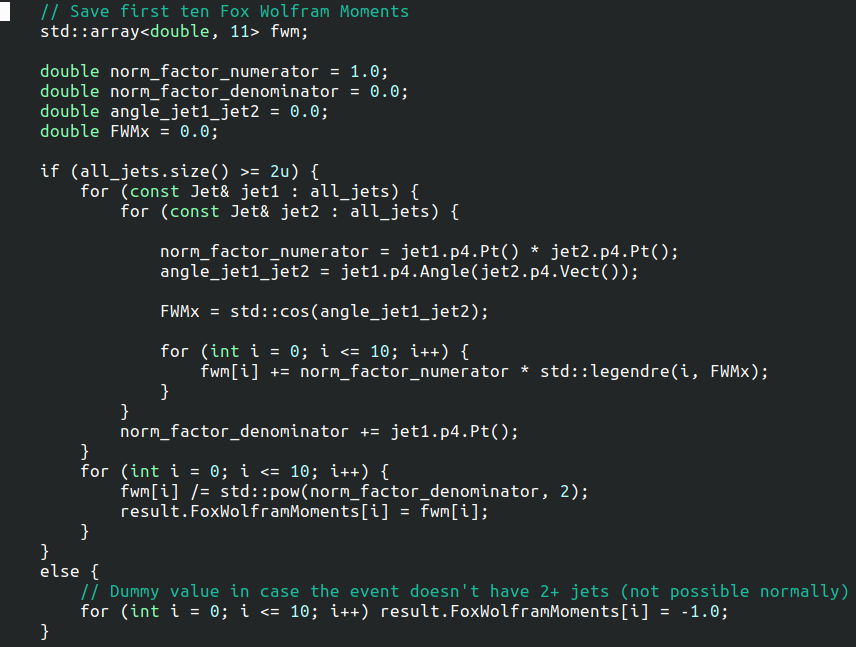 // Save first ten Fox Wolfram Moments
std::array<double, 11> fwm;
double norm_factor_numerator = 1.0;
double norm_factor_denominator = 0.0;
double angle_jet1_jet2 = 0.0;
double FWMx = 0.0;
if (all_jets.size() >= 2u) {
for (const Jet& jet1 : all_jets) {
for (const Jet& jet2 : all_jets) {
norm_factor_numerator = jet1.p4.Pt() * jet2.p4.Pt();
angle_jet1_jet2 = jet1.p4.Angle(jet2.p4.Vect());
FWMx = std::cos(angle_jet1_jet2);
for (int i = 0; i <= 10; i++) {
fwm[i] += norm_factor_numerator * std::legendre(i, FWMx);
}
}
norm_factor_denominator += jet1.p4.Pt();
}
for (int i = 0; i <= 10; i++) {
fwm[i] /= std::pow(norm_factor_denominator, 2);
result.FoxWolframMoments[i] = fwm[i];
}
}
else {
// Dummy value in case the event doesn't have 2+ jets (not possible normally)
for (int i = 0; i <= 10; i++) result.FoxWolframMoments[i] = -1.0;
}